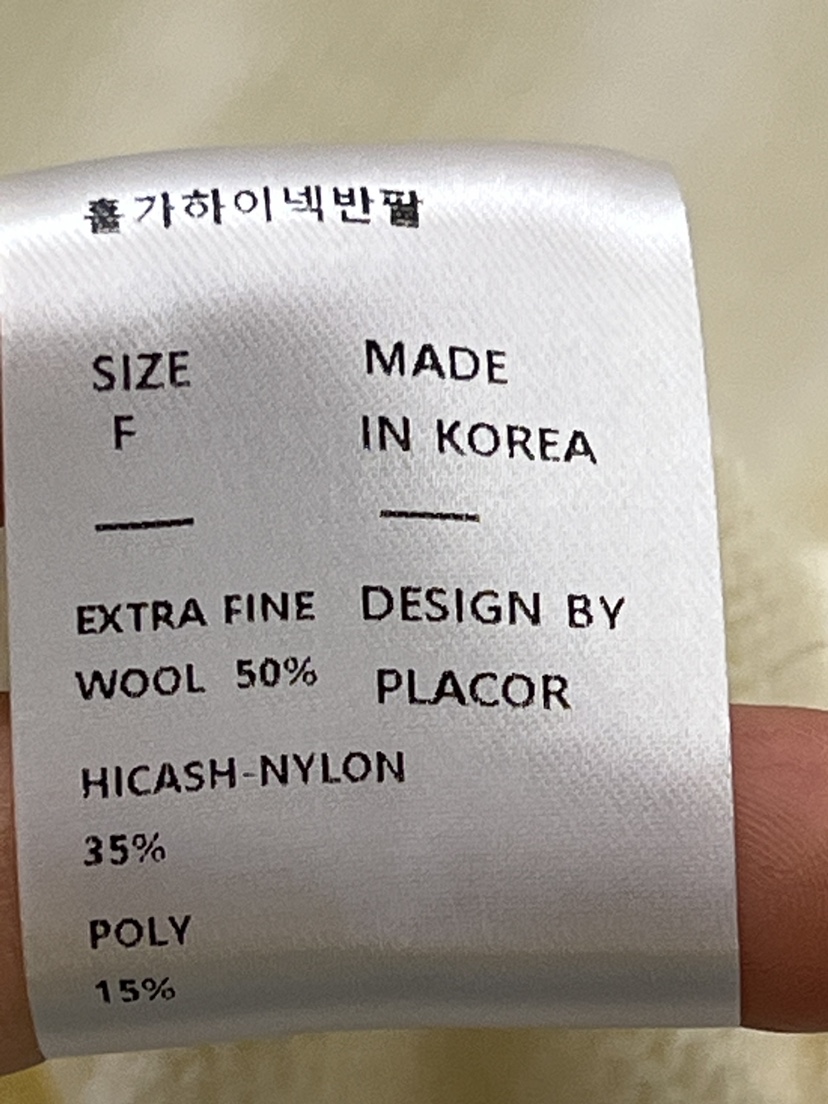 홀가하이넥반팔
SIZE
F
MADE
IN KOREA
EXTRA FINE
WOOL 50%
HICASH-NYLON
35%
POLY
15%
DESIGN BY
PLACOR